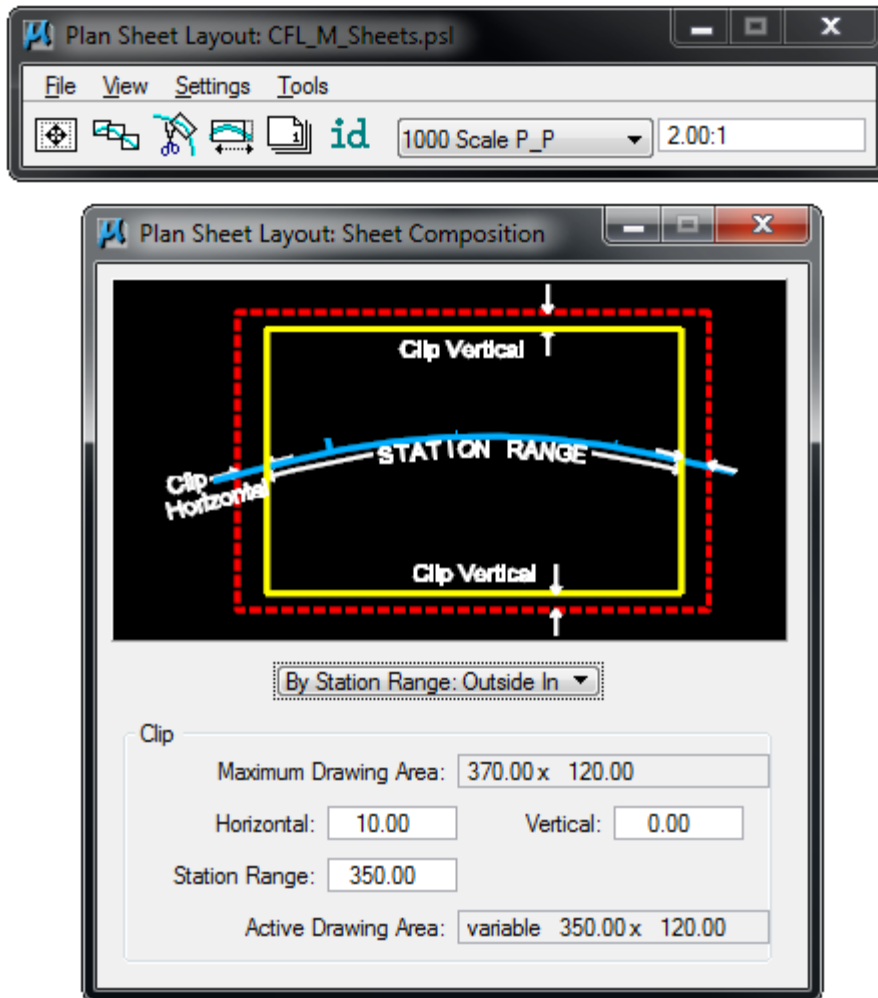 Plan Sheet Layout: CFL_M_Sheets.psl
File View Settings Tools
1 id 1000 Scale P_P 2.00:1
Plan Sheet Layout: Sheet Composition
Clip Vertical
STATION RANGE
Clip
Horizontal
Clip Vertical
By Station Range: Outside In
Clip
Maximum Drawing Area: 370.00 x 120.00
Horizontal: 10.00 Vertical: 0.00
Station Range: 350.00
Active Drawing Area: variable 350.00 x 120.00